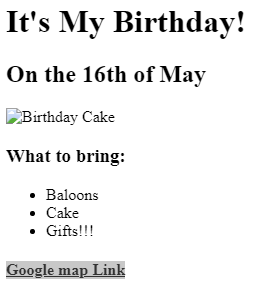 It's My Birthday!
On the 16th of May
Birthday Cake
What to bring:
Baloons
Cake
Gifts!!!
Google map Link